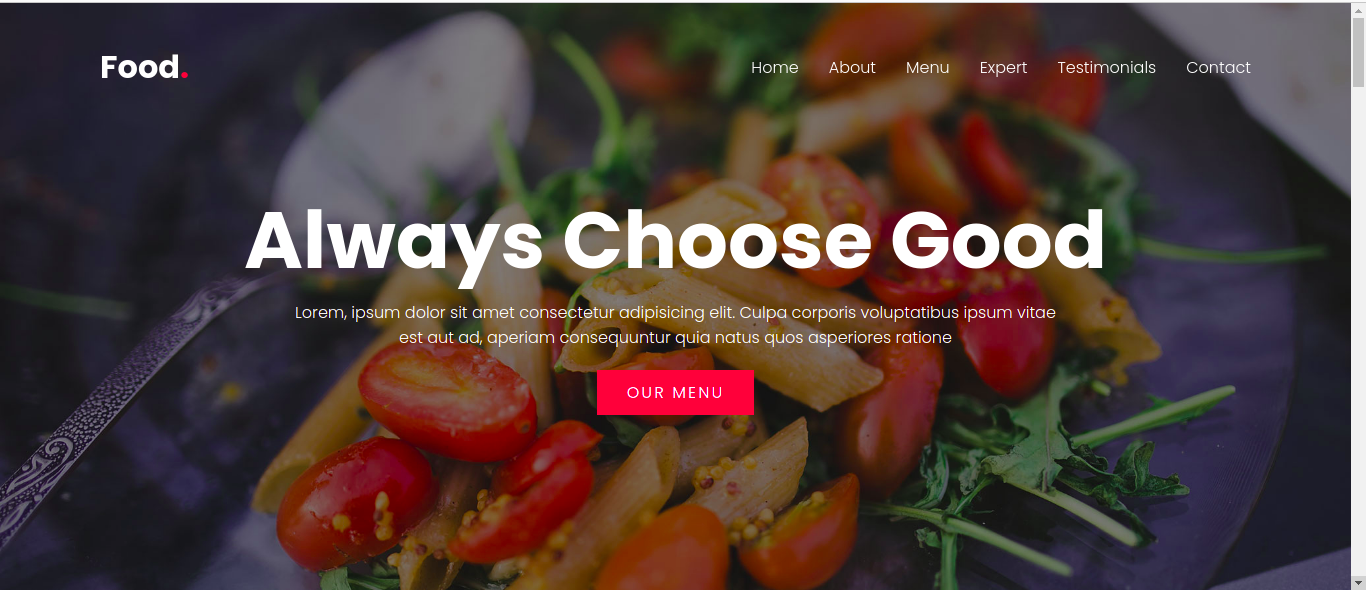 Food.
Home About Menu Expert Testimonials Contact
Always Choose Good
Lorem, ipsum dolor sit amet consectetur adipisicing elit. Culpa corporis voluptatibus ipsum vitae
est aut ad, aperiam consequuntur quia natus quos asperiores ratione
OUR MENU